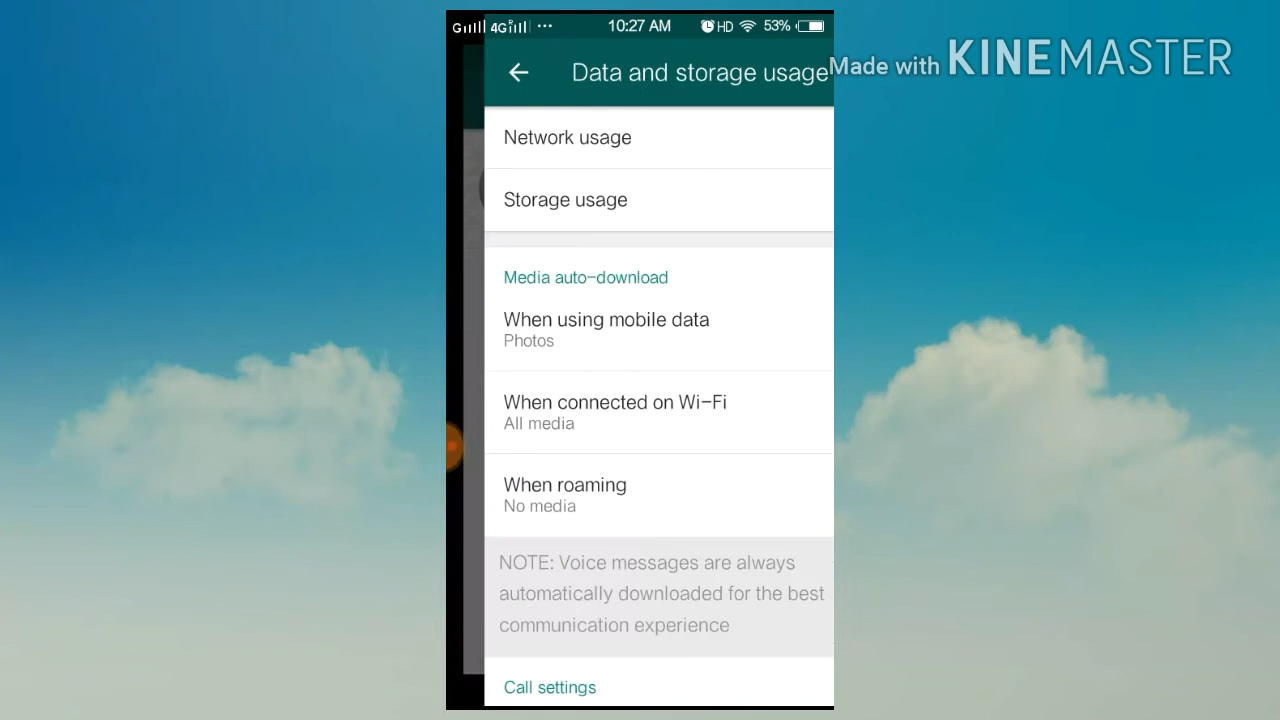 G 4G 10:27 AM HD 53%
Data and storage usage
Made with KINEMASTER
Network usage
Storage usage
Media auto-download
When using mobile data
Photos
When connected on Wi-Fi
All media
When roaming
No media
NOTE: Voice messages are always
automatically downloaded for the best
communication experience
Call settings